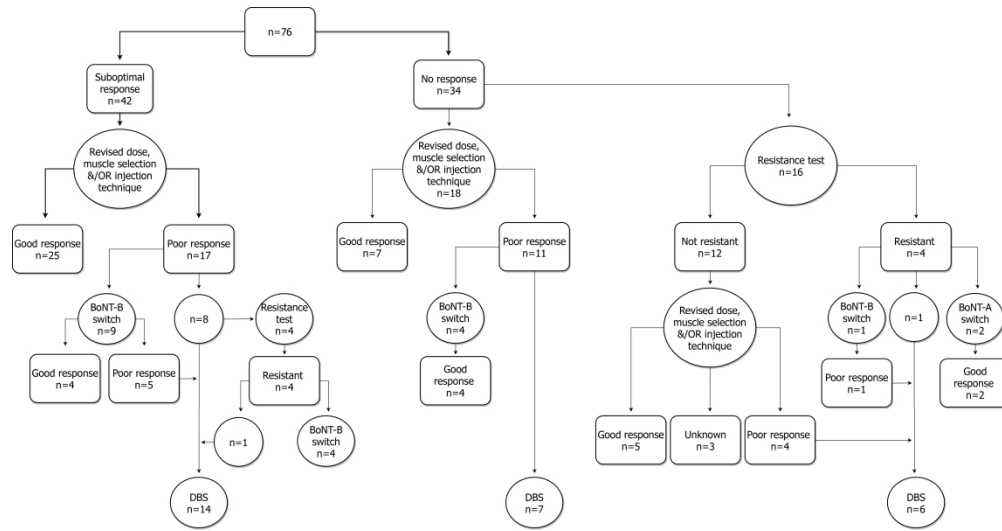 n=76
Suboptimal
response
n=42
No response
n=34
Revised dose,
muscle selection
&/OR injection
technique
Revised dose,
muscle selection
&/OR injection
technique
n=18
Resistance test
n=16
Good response
n=25
Poor response
n=17
Good response
n=7
Poor response
n=11
Not resistant
n=12
Resistant
n=4
BoNT-B
switch
n=9
n=8
Resistance
test
n=4
BoNT-B
switch
n=4
Revised dose,
muscle selection
&/OR injection
technique
BoNT-B
switch
n=1
n=1
BoNT-A
switch
n=2
Good response
n=4
Poor response
n=5
Resistant
n=4
Good
response
n=4
Poor response
n=1
Good
response
n=2
n=1
BoNT-B
switch
n=4
Good response
n=5
Unknown
n=3
Poor response
n=4
DBS
n=14
DBS
n=7
DBS
n=6